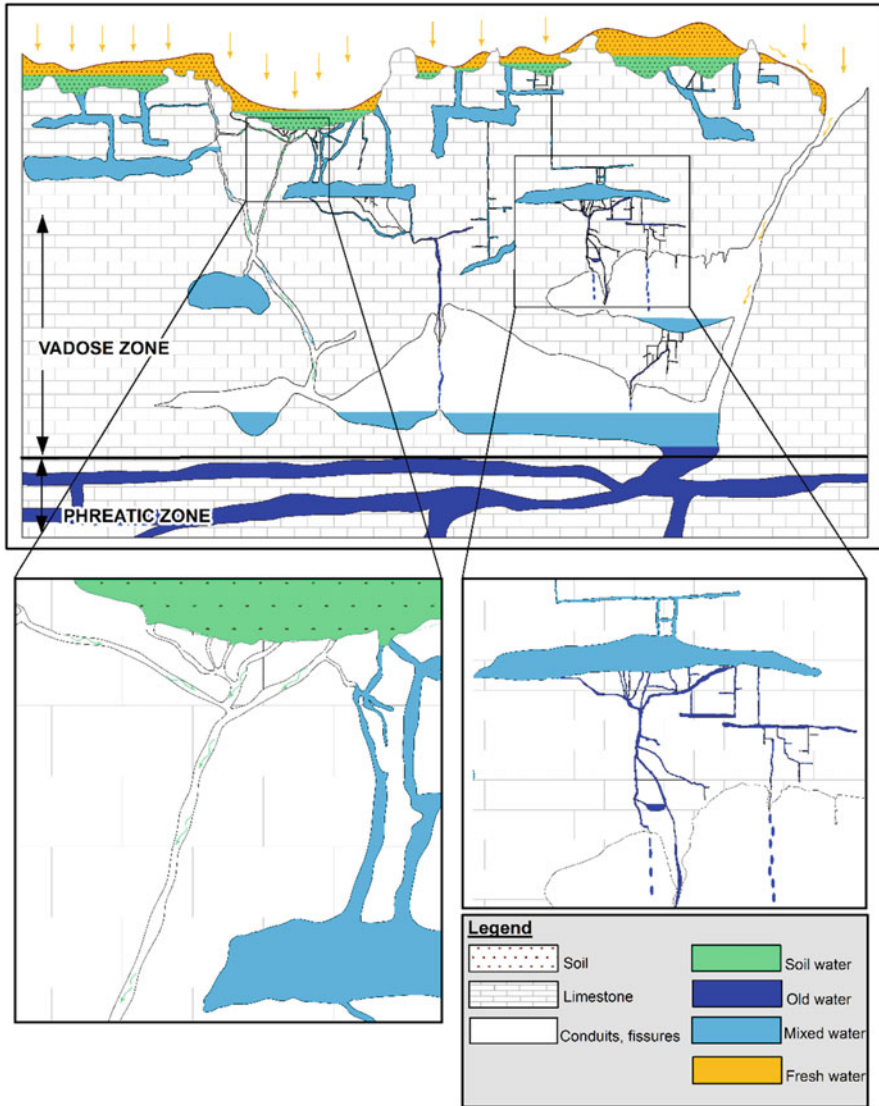 VADOSE ZONE
PHREATIC ZONE
Legend
Soil
Limestone
Conduits, fissures
Soil water
Old water
Mixed water
Fresh water